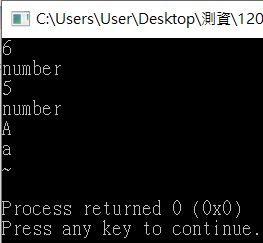 C:\Users\User\Desktop\測資\120
6
number
5
number
A
a
~
Process returned 0 (0x0)
Press any key to continue.